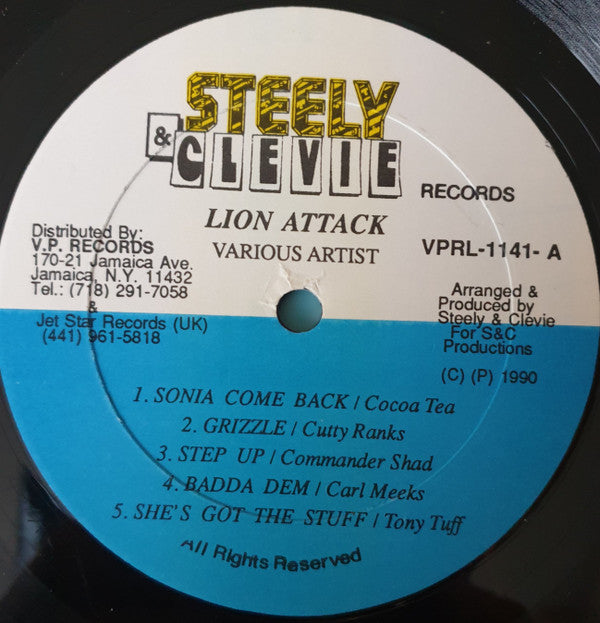 STEELY
& CLEVIE
RECORDS
LION ATTACK
VARIOUS ARTIST
VPRL-1141- A
Distributed By:
V.P. RECORDS
170-21 Jamaica Ave.
Jamaica, N.Y. 11432
Tel.: (718) 291-7058
&
Jet Star Records (UK)
(441) 961-5818
Arranged &
Produced by
Steely & Clevie
For S&C
Productions
(C) (P) 1990
1. SONIA COME BACK / Cocoa Tea
2. GRIZZLE / Cutty Ranks
3. STEP UP / Commander Shad
4. BADDA DEM / Carl Meeks
5. SHE'S GOT THE STUFF / Tony Tuff
All Rights Reserved